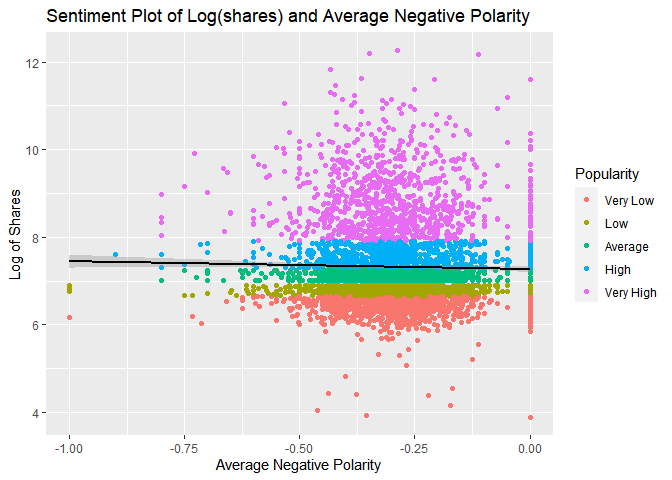 Sentiment Plot of Log(shares) and Average Negative Polarity
12
10
8
6
4
Log of Shares
-1.00
-0.75
-0.50
-0.25
0.00
Average Negative Polarity
Popularity
Very Low
Low
Average
High
Very High